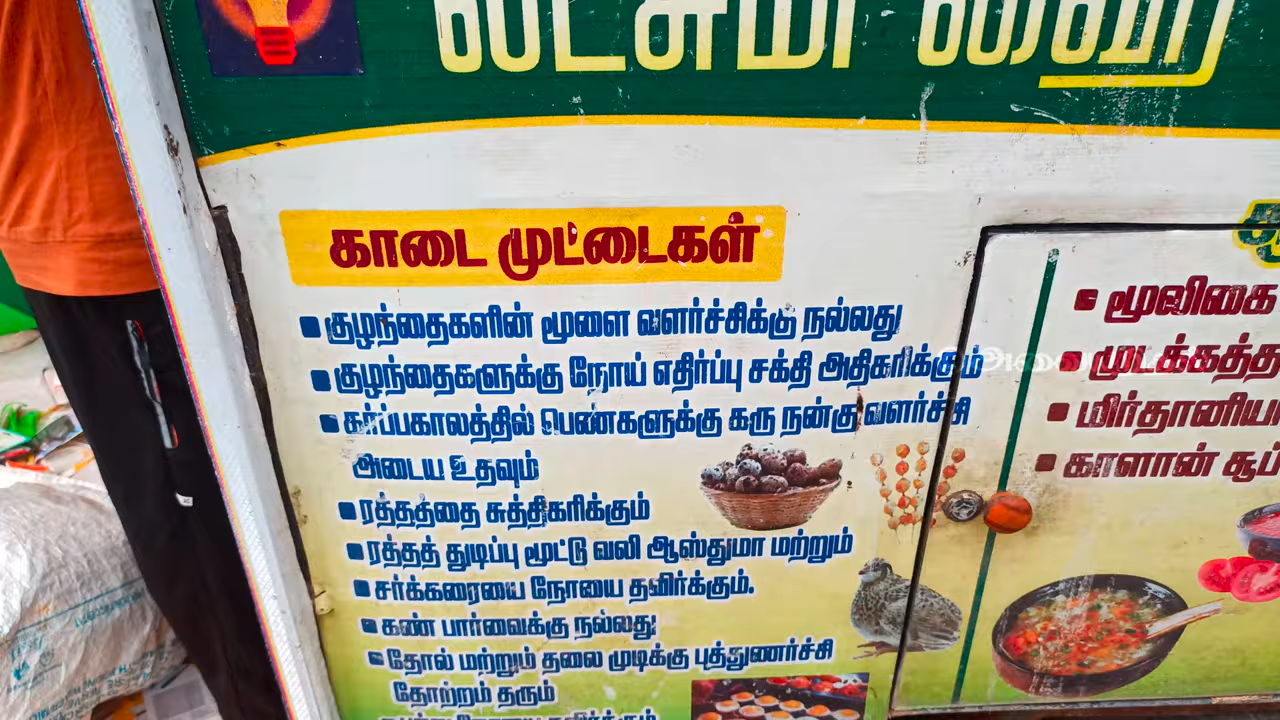 லட்சுமி வைர
காடை முட்டைகள்
குழந்தைகளின் மூளை வளர்ச்சிக்கு நல்லது
குழந்தைகளுக்கு நோய் எதிர்ப்பு சக்தி அதிகரிக்கும்
கர்ப்பகாலத்தில் பெண்களுக்கு கரு நன்கு வளர்ச்சி
அடைய உதவும்
ரத்தத்தை சுத்திகரிக்கும்
ரத்தத் துடிப்பு மூட்டு வலி ஆஸ்துமா மற்றும்
சர்க்கரையை நோயை தவிர்க்கும்.
கண் பார்வைக்கு நல்லது
தோல் மற்றும் தலை முடிக்கு புத்துணர்ச்சி
தோற்றம் தரும்
மூலிகை
முடக்கத்த
மிர்தானிய
காளான் சூப்